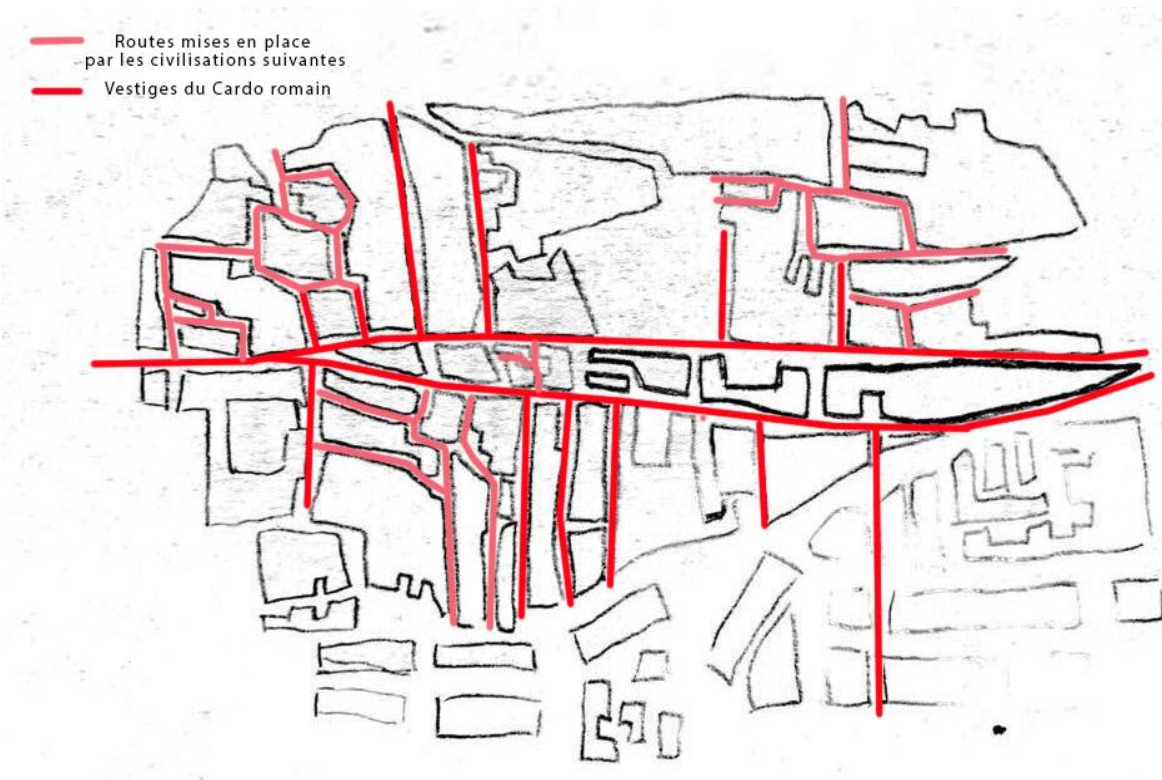 Routes mises en place
par les civilisations suivantes
Vestiges du Cardo romain